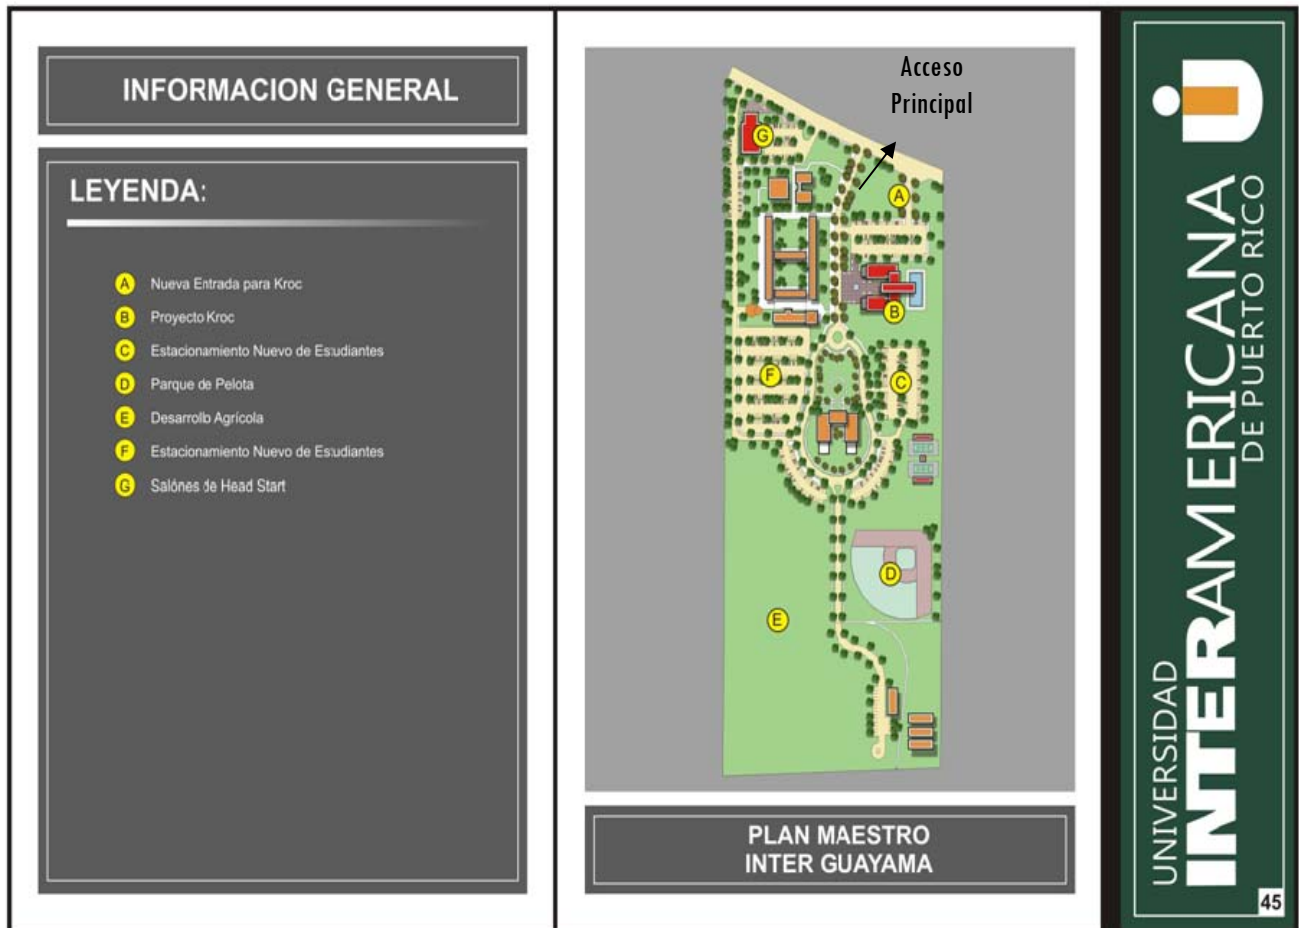 INFORMACION GENERAL
LEYENDA:
A Nueva Entrada para Kroc
B Proyecto Kroc
C Estacionamiento Nuevo de Estudiantes
D Parque de Pelota
E Desarrollo Agrícola
F Estacionamiento Nuevo de Estudiantes
G Salónes de Head Start
Acceso
Principal
G
A
B
F
C
D
E
PLAN MAESTRO
INTER GUAYAMA
UNIVERSIDAD
INTERAMERICANA
DE PUERTO RICO
45